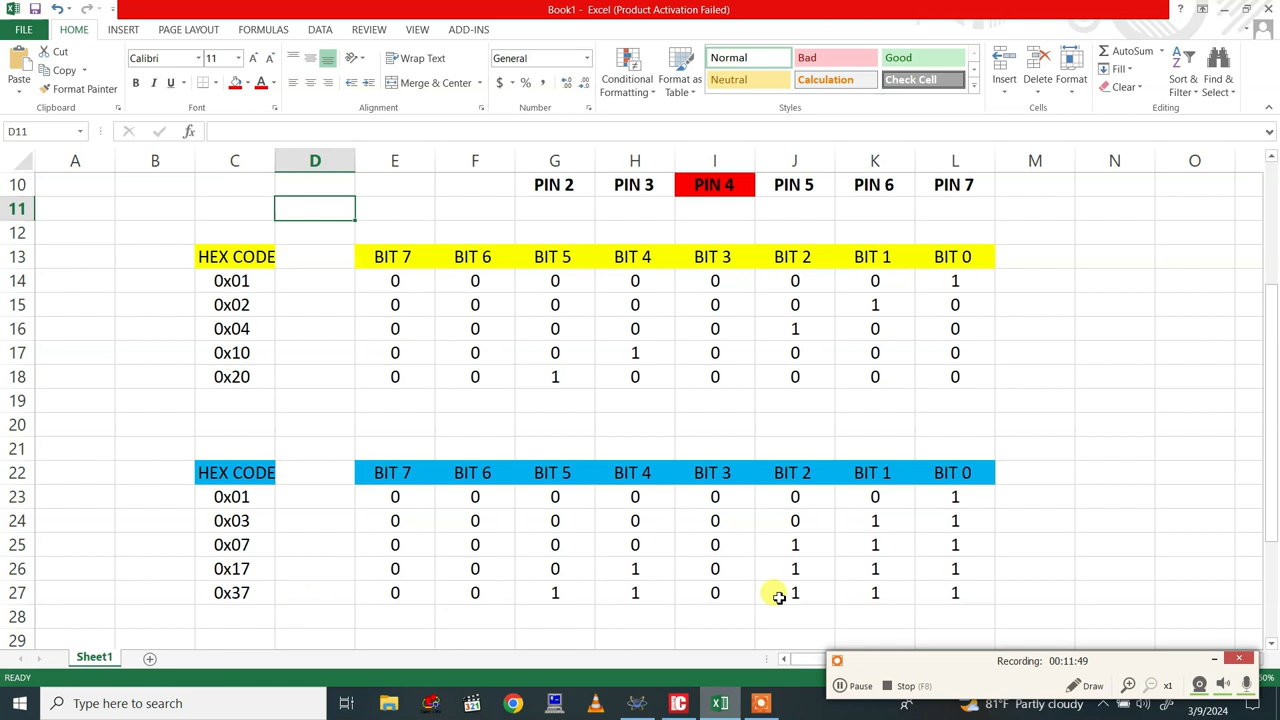 Book1 - Excel (Product Activation Failed)
FILE HOME INSERT PAGE LAYOUT FORMULAS DATA REVIEW VIEW ADD-INS
Paste Cut Copy Format Painter
Clipboard
Calibri 11
B I U
Font
Wrap Text
Merge & Center
Alignment
General
$ % ,
Number
Conditional Formatting Format as Table
Normal Bad Good
Neutral Calculation Check Cell
Styles
Insert Delete Format
Cells
AutoSum
Fill
Clear
Sort & Filter Find & Select
Editing
D11 fx
A B C D E F G H I J K L M N O
10 PIN 2 PIN 3 PIN 4 PIN 5 PIN 6 PIN 7
11
12
13 HEX CODE BIT 7 BIT 6 BIT 5 BIT 4 BIT 3 BIT 2 BIT 1 BIT 0
14 0x01 0 0 0 0 0 0 0 1
15 0x02 0 0 0 0 0 0 1 0
16 0x04 0 0 0 0 0 1 0 0
17 0x10 0 0 0 1 0 0 0 0
18 0x20 0 0 1 0 0 0 0 0
19
20
21
22 HEX CODE BIT 7 BIT 6 BIT 5 BIT 4 BIT 3 BIT 2 BIT 1 BIT 0
23 0x01 0 0 0 0 0 0 0 1
24 0x03 0 0 0 0 0 0 1 1
25 0x07 0 0 0 0 0 1 1 1
26 0x17 0 0 0 1 0 1 1 1
27 0x37 0 0 1 1 0 1 1 1
28
29
Sheet1
Recording: 00:11:49
Pause Stop (F8) Draw x1
READY
Type here to search
81°F Partly cloudy
3/9/2024